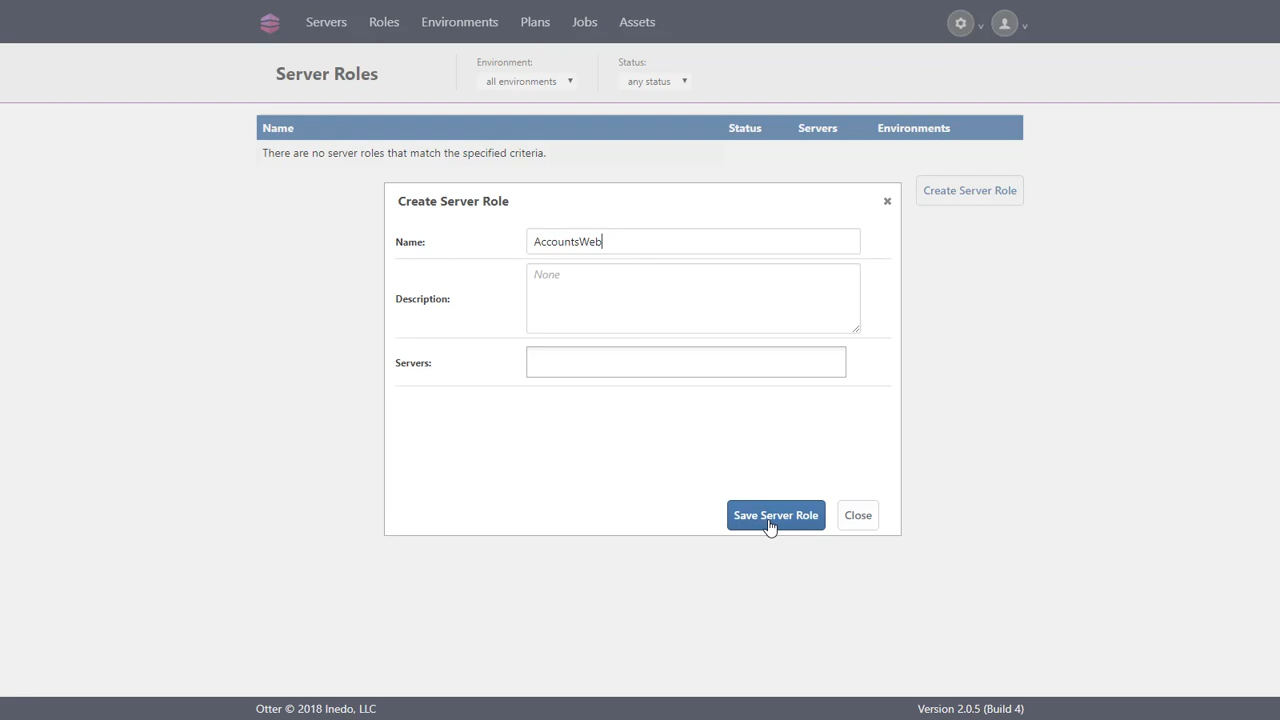 Servers Roles Environments Plans Jobs Assets
Server Roles
Environment:
all environments
Status:
any status
Name Status Servers Environments
There are no server roles that match the specified criteria.
Create Server Role
Create Server Role
Name: AccountsWeb
Description: None
Servers:
Save Server Role Close
Otter © 2018 Inedo, LLC Version 2.0.5 (Build 4)